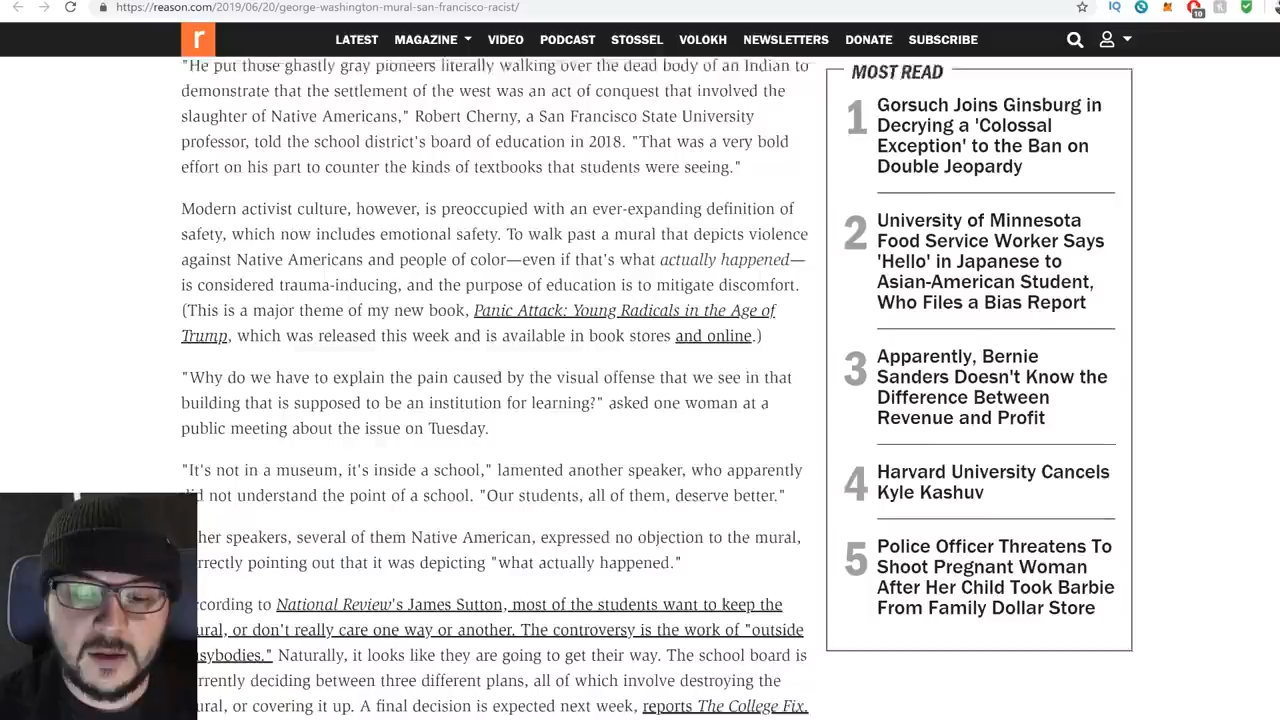 https://reason.com/2019/06/20/george-washington-mural-san-francisco-racist/
10
r
LATEST MAGAZINE VIDEO PODCAST STOSSEL VOLOKH NEWSLETTERS DONATE SUBSCRIBE
"He put those ghastly gray pioneers literally walking over the dead body of an Indian to
demonstrate that the settlement of the west was an act of conquest that involved the
slaughter of Native Americans," Robert Cherny, a San Francisco State University
professor, told the school district's board of education in 2018. "That was a very bold
effort on his part to counter the kinds of textbooks that students were seeing."
Modern activist culture, however, is preoccupied with an ever-expanding definition of
safety, which now includes emotional safety. To walk past a mural that depicts violence
against Native Americans and people of color—even if that's what actually happened—
is considered trauma-inducing, and the purpose of education is to mitigate discomfort.
(This is a major theme of my new book, Panic Attack: Young Radicals in the Age of
Trump, which was released this week and is available in book stores and online.)
"Why do we have to explain the pain caused by the visual offense that we see in that
building that is supposed to be an institution for learning?" asked one woman at a
public meeting about the issue on Tuesday.
"It's not in a museum, it's inside a school," lamented another speaker, who apparently
d not understand the point of a school. "Our students, all of them, deserve better."
her speakers, several of them Native American, expressed no objection to the mural,
rrectly pointing out that it was depicting "what actually happened."
cording to National Review's James Sutton, most of the students want to keep the
ural, or don't really care one way or another. The controversy is the work of "outside
sybodies." Naturally, it looks like they are going to get their way. The school board is
rrently deciding between three different plans, all of which involve destroying the
ural, or covering it up. A final decision is expected next week, reports The College Fix.
MOST READ
1 Gorsuch Joins Ginsburg in
Decrying a 'Colossal
Exception' to the Ban on
Double Jeopardy
2 University of Minnesota
Food Service Worker Says
'Hello' in Japanese to
Asian-American Student,
Who Files a Bias Report
3 Apparently, Bernie
Sanders Doesn't Know the
Difference Between
Revenue and Profit
4 Harvard University Cancels
Kyle Kashuv
5 Police Officer Threatens To
Shoot Pregnant Woman
After Her Child Took Barbie
From Family Dollar Store